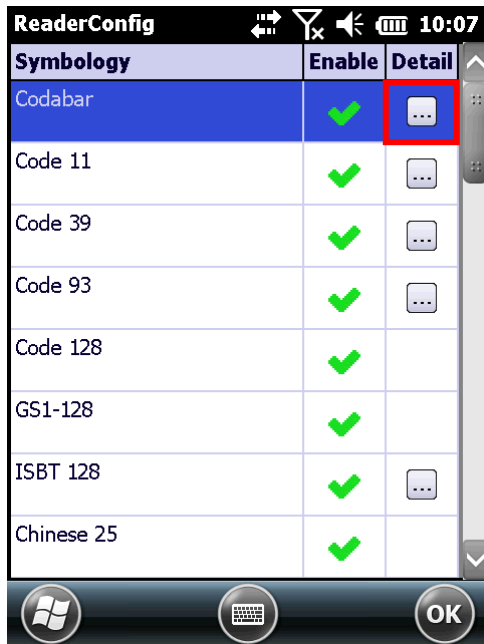 ReaderConfig 10:07
Symbology Enable Detail
Codabar ...
Code 11 ...
Code 39 ...
Code 93 ...
Code 128
GS1-128
ISBT 128 ...
Chinese 25
OK